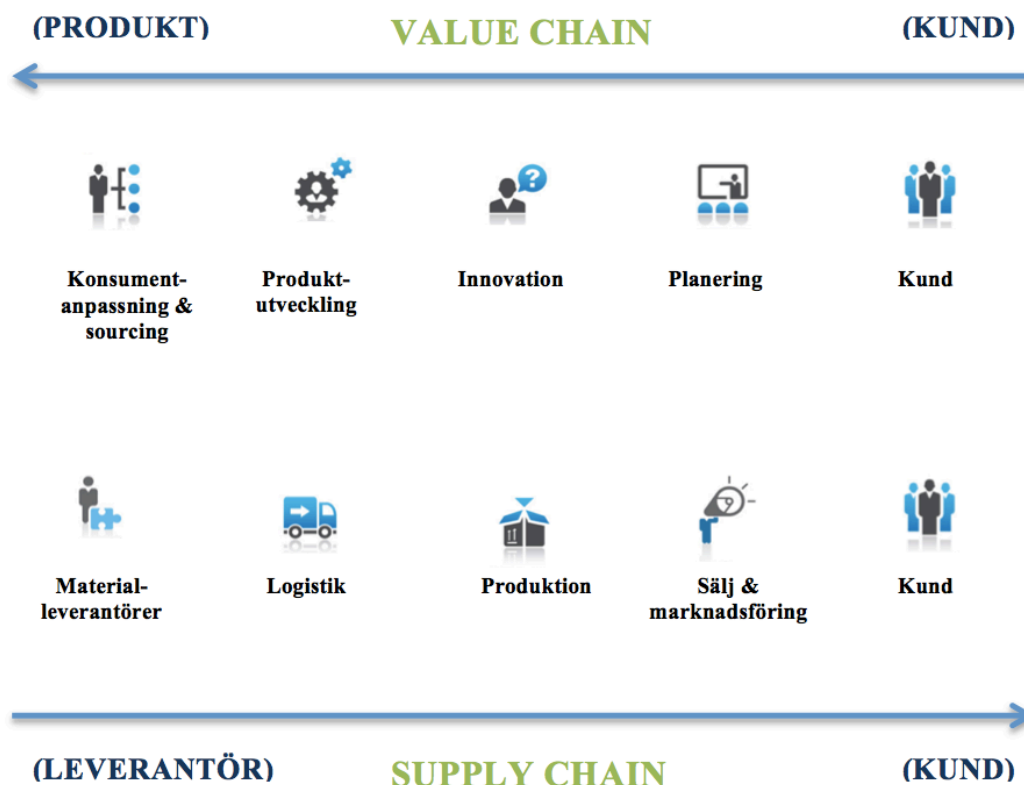 (PRODUKT) VALUE CHAIN (KUND)
Konsument-
anpassning &
sourcing
Produkt-
utveckling
Innovation
Planering
Kund
Material-
leverantörer
Logistik
Produktion
Sälj &
marknadsföring
Kund
(LEVERANTÖR) SUPPLY CHAIN (KUND)